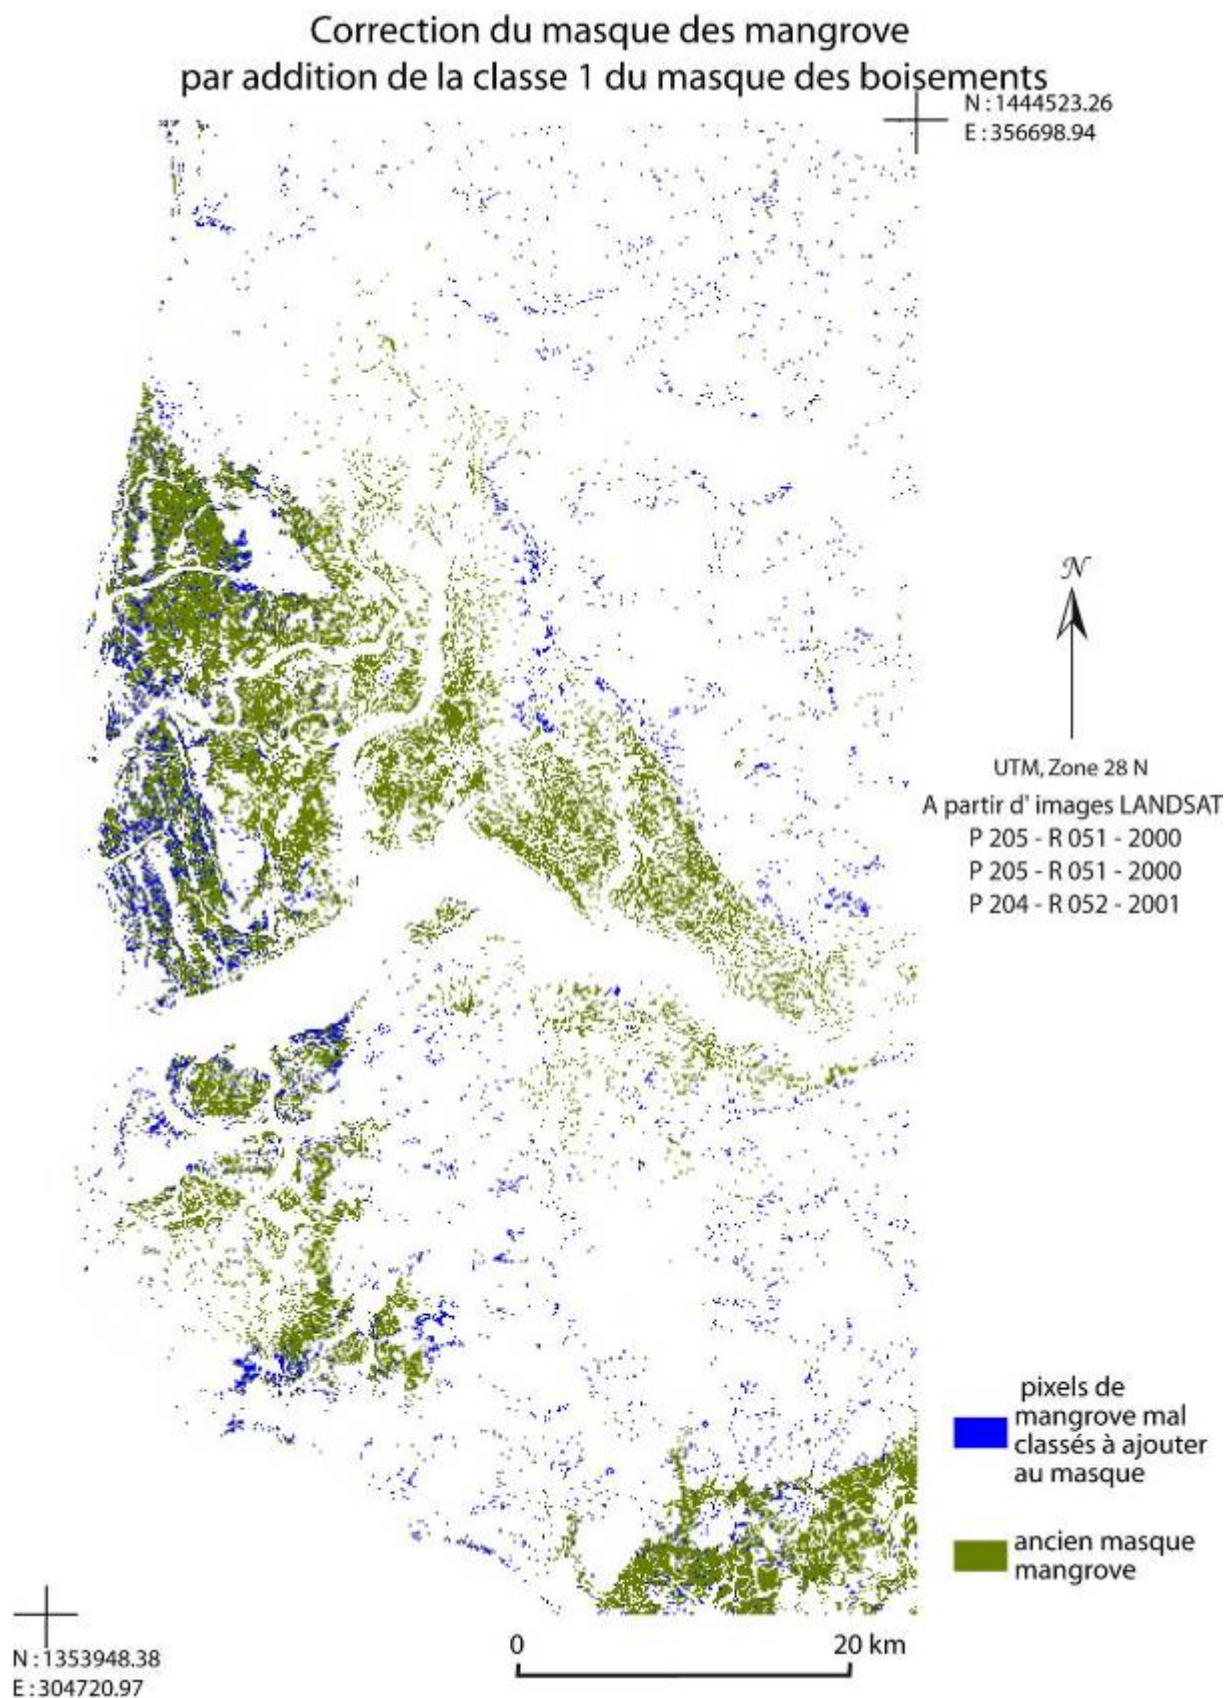 Correction du masque des mangrove
par addition de la classe 1 du masque des boisements
N : 1444523.26
E : 356698.94
N
UTM, Zone 28 N
A partir d' images LANDSAT
P 205 - R 051 - 2000
P 205 - R 051 - 2000
P 204 - R 052 - 2001
pixels de
mangrove mal
classés à ajouter
au masque
ancien masque
mangrove
0 20 km
N : 1353948.38
E : 304720.97